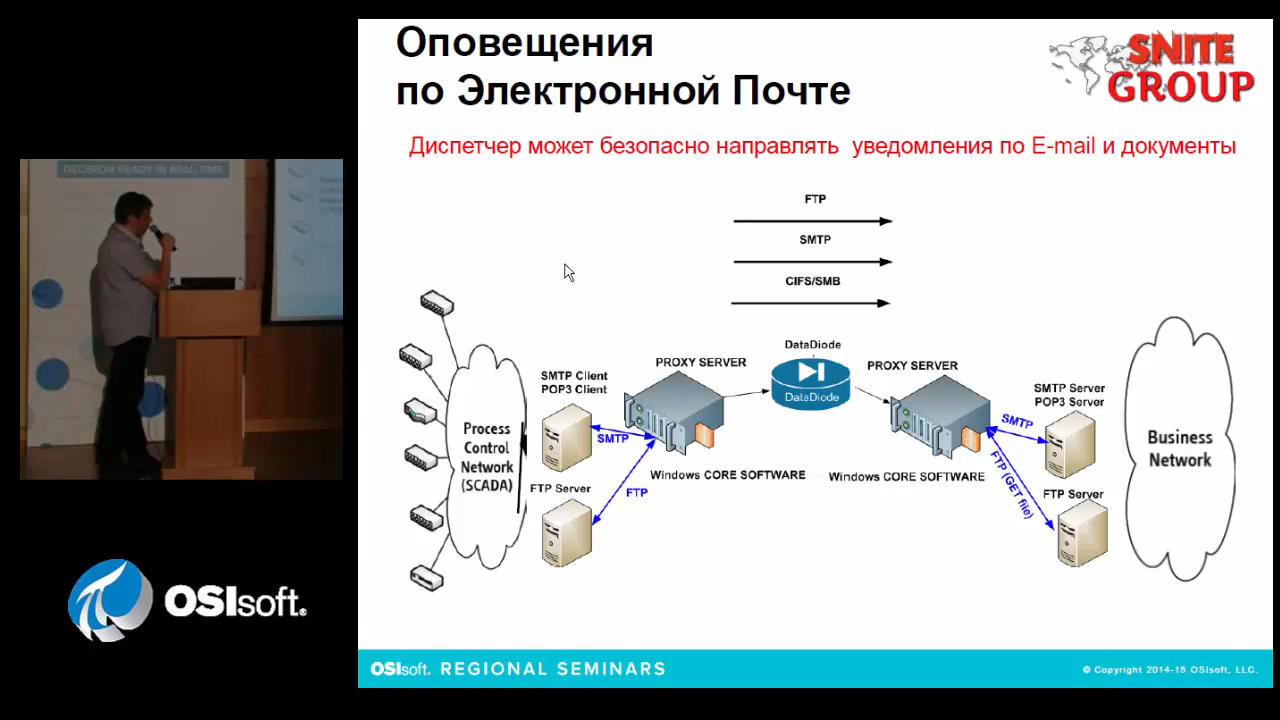 Оповещения
по Электронной Почте
SNITE
GROUP
Диспетчер может безопасно направлять уведомления по E-mail и документы
DECISION READY IN REAL-TIME
FTP
SMTP
CIFS/SMB
DataDiode
PROXY SERVER
PROXY SERVER
SMTP Client
POP3 Client
DataDiode
SMTP Server
POP3 Server
Process
Control
Network
(SCADA)
SMTP
SMTP
Business
Network
Windows CORE SOFTWARE
Windows CORE SOFTWARE
FTP Server
FTP
FTP (GET file)
FTP Server
OSIsoft.
OSIsoft. REGIONAL SEMINARS
© Copyright 2014-15 OSIsoft, LLC.